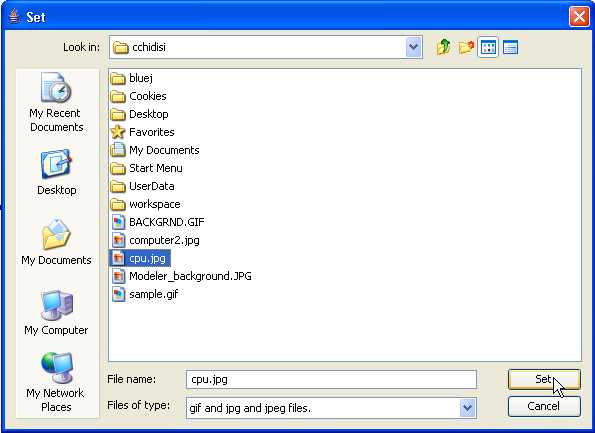 Set
Look in: cchidisi
My Recent
Documents
Desktop
My Documents
My Computer
My Network
Places
bluej
Cookies
Desktop
Favorites
My Documents
Start Menu
UserData
workspace
BACKGRND.GIF
computer2.jpg
cpu.jpg
Modeler_background.JPG
sample.gif
File name: cpu.jpg
Set
Files of type: gif and jpg and jpeg files.
Cancel